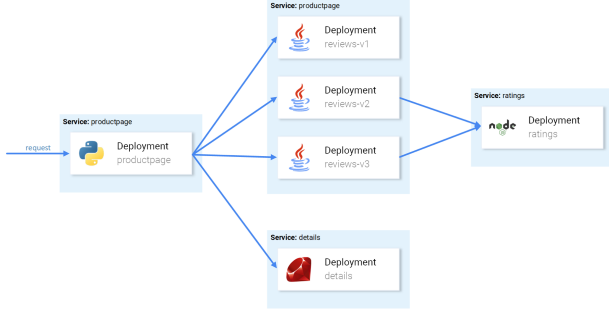 request
Service: productpage
Deployment
productpage
Service: productpage
Deployment
reviews-v1
Deployment
reviews-v2
Deployment
reviews-v3
Service: details
Deployment
details
Service: ratings
node
Deployment
ratings